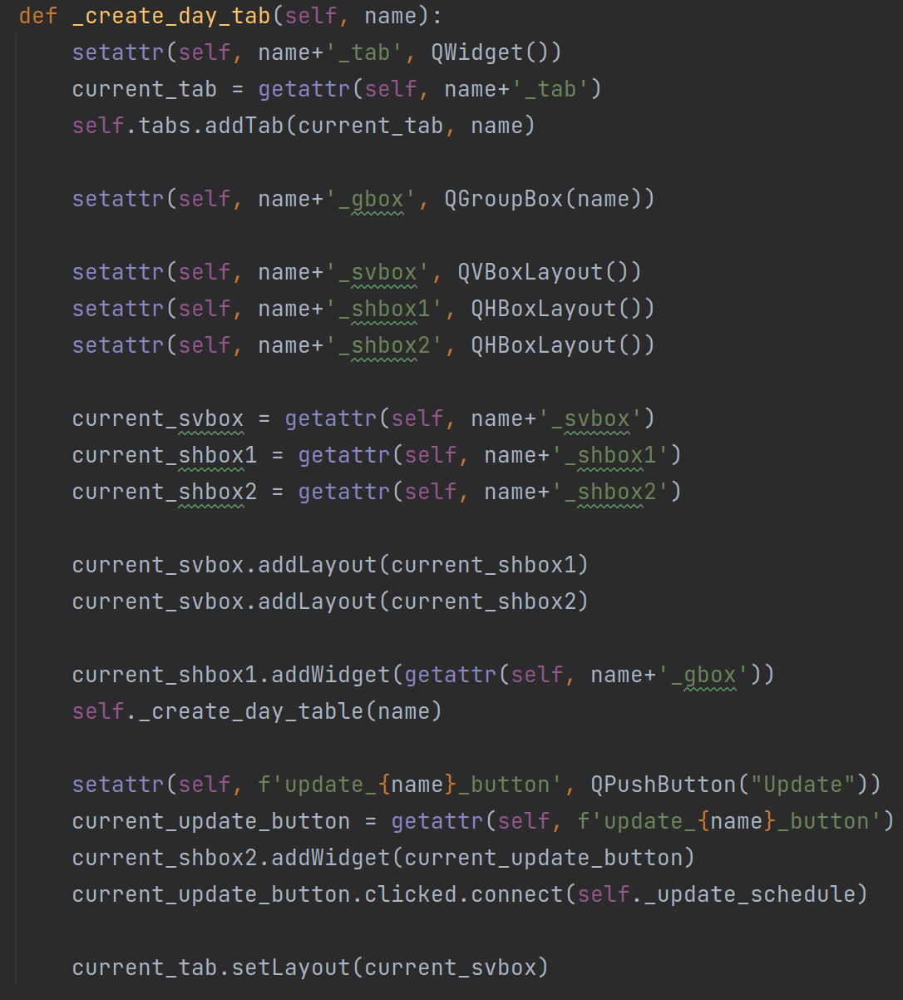 def _create_day_tab(self, name):
    setattr(self, name+'_tab', QWidget())
    current_tab = getattr(self, name+'_tab')
    self.tabs.addTab(current_tab, name)

    setattr(self, name+'_gbox', QGroupBox(name))

    setattr(self, name+'_svbox', QVBoxLayout())
    setattr(self, name+'_shbox1', QHBoxLayout())
    setattr(self, name+'_shbox2', QHBoxLayout())

    current_svbox = getattr(self, name+'_svbox')
    current_shbox1 = getattr(self, name+'_shbox1')
    current_shbox2 = getattr(self, name+'_shbox2')

    current_svbox.addLayout(current_shbox1)
    current_svbox.addLayout(current_shbox2)

    current_shbox1.addWidget(getattr(self, name+'_gbox'))
    self._create_day_table(name)

    setattr(self, f'update_{name}_button', QPushButton("Update"))
    current_update_button = getattr(self, f'update_{name}_button')
    current_shbox2.addWidget(current_update_button)
    current_update_button.clicked.connect(self._update_schedule)

    current_tab.setLayout(current_svbox)